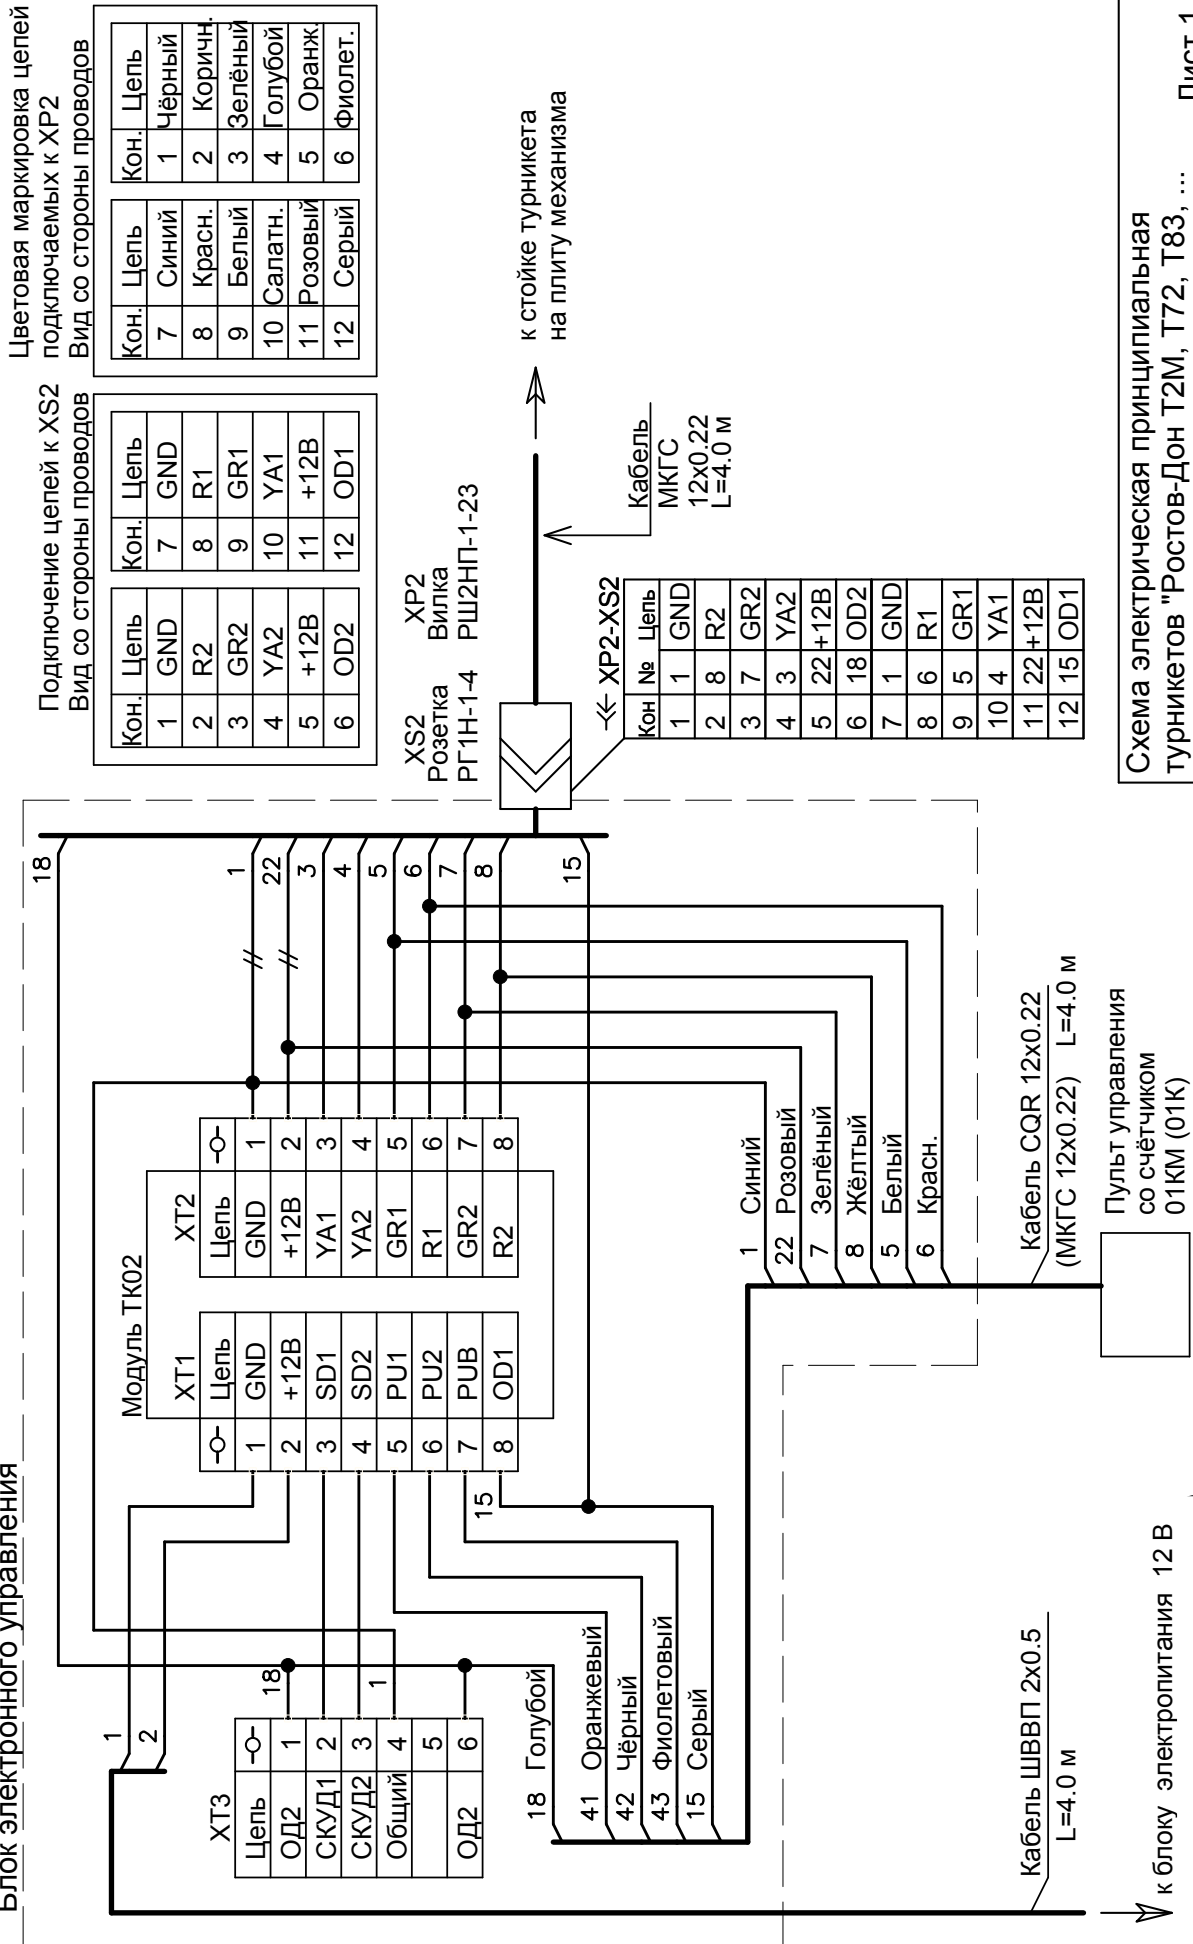 Блок электронного управления
Подключение цепей к XS2
Вид со стороны проводов
Кон. Цепь Кон. Цепь
1 GND 7 GND
2 R2 8 R1
3 GR2 9 GR1
4 YA2 10 YA1
5 +12В 11 +12В
6 OD2 12 OD1
Цветовая маркировка цепей
подключаемых к XP2
Вид со стороны проводов
Кон. Цепь Кон. Цепь
7 Синий 1 Чёрный
8 Красн. 2 Коричн.
9 Белый 3 Зелёный
10 Салатн. 4 Голубой
11 Розовый 5 Оранж.
12 Серый 6 Фиолет.
XS2
Розетка
РГ1Н-1-4
XP2
Вилка
РШ2НП-1-23
к стойке турникета
на плиту механизма
Кабель
МКГС
12x0.22
L=4.0 м
XP2-XS2
Кон № Цепь
1 1 GND
2 8 R2
3 7 GR2
4 3 YA2
5 22 +12В
6 18 OD2
7 1 GND
8 6 R1
9 5 GR1
10 4 YA1
11 22 +12В
12 15 OD1
18
1
22
3
4
5
6
7
8
15
Модуль ТК02
XT1
Цепь
1 GND
2 +12В
3 SD1
4 SD2
5 PU1
6 PU2
7 PUB
8 OD1
XT2
Цепь
GND 1
+12В 2
YA1 3
YA2 4
GR1 5
R1 6
GR2 7
R2 8
XT3
Цепь
ОД2 1
СКУД1 2
СКУД2 3
Общий 4
5
ОД2 6
1
2
18
1
15
18 Голубой
41 Оранжевый
42 Чёрный
43 Фиолетовый
15 Серый
1 Синий
22 Розовый
7 Зелёный
8 Жёлтый
5 Белый
6 Красн.
Кабель CQR 12x0.22
(МКГС 12x0.22) L=4.0 м
Пульт управления
со счётчиком
01КМ (01К)
Кабель ШВВП 2x0.5
L=4.0 м
к блоку электропитания 12 В
Схема электрическая принципиальная
турникетов "Ростов-Дон Т2М, Т72, Т83, ... Лист 1